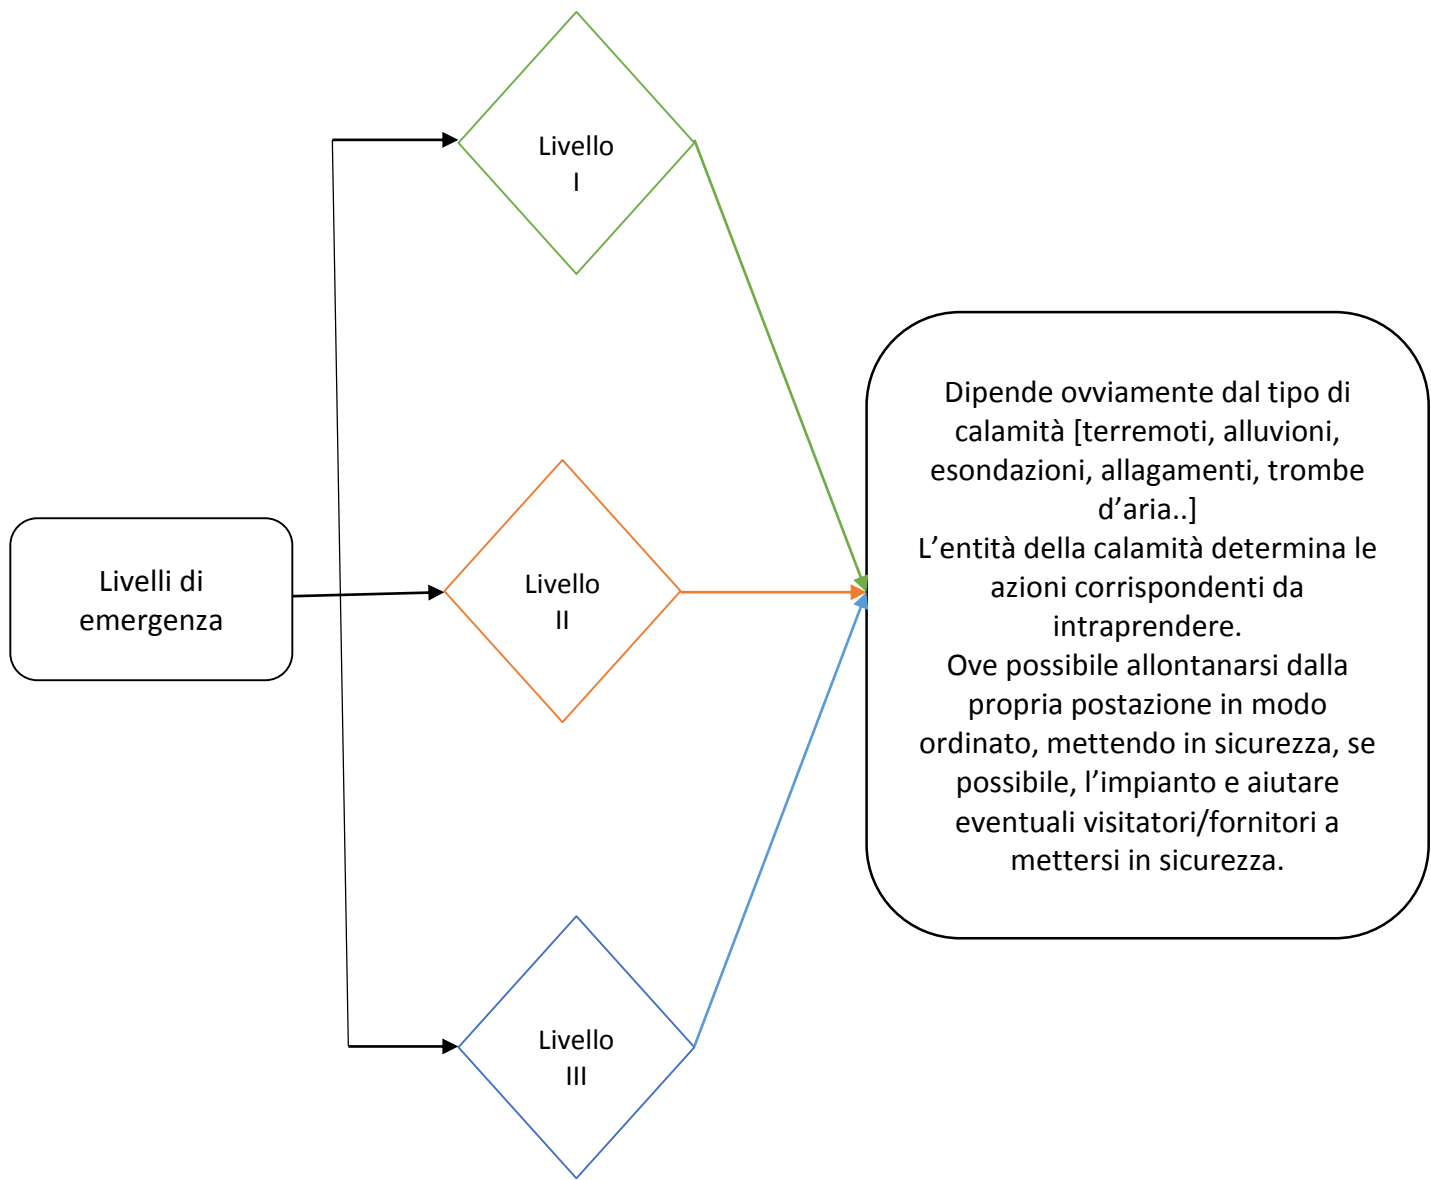 Livello
I
Livelli di
emergenza
Livello
II
Livello
III
Dipende ovviamente dal tipo di
calamità [terremoti, alluvioni,
esondazioni, allagamenti, trombe
d’aria..]
L’entità della calamità determina le
azioni corrispondenti da
intraprendere.
Ove possibile allontanarsi dalla
propria postazione in modo
ordinato, mettendo in sicurezza, se
possibile, l’impianto e aiutare
eventuali visitatori/fornitori a
mettersi in sicurezza.